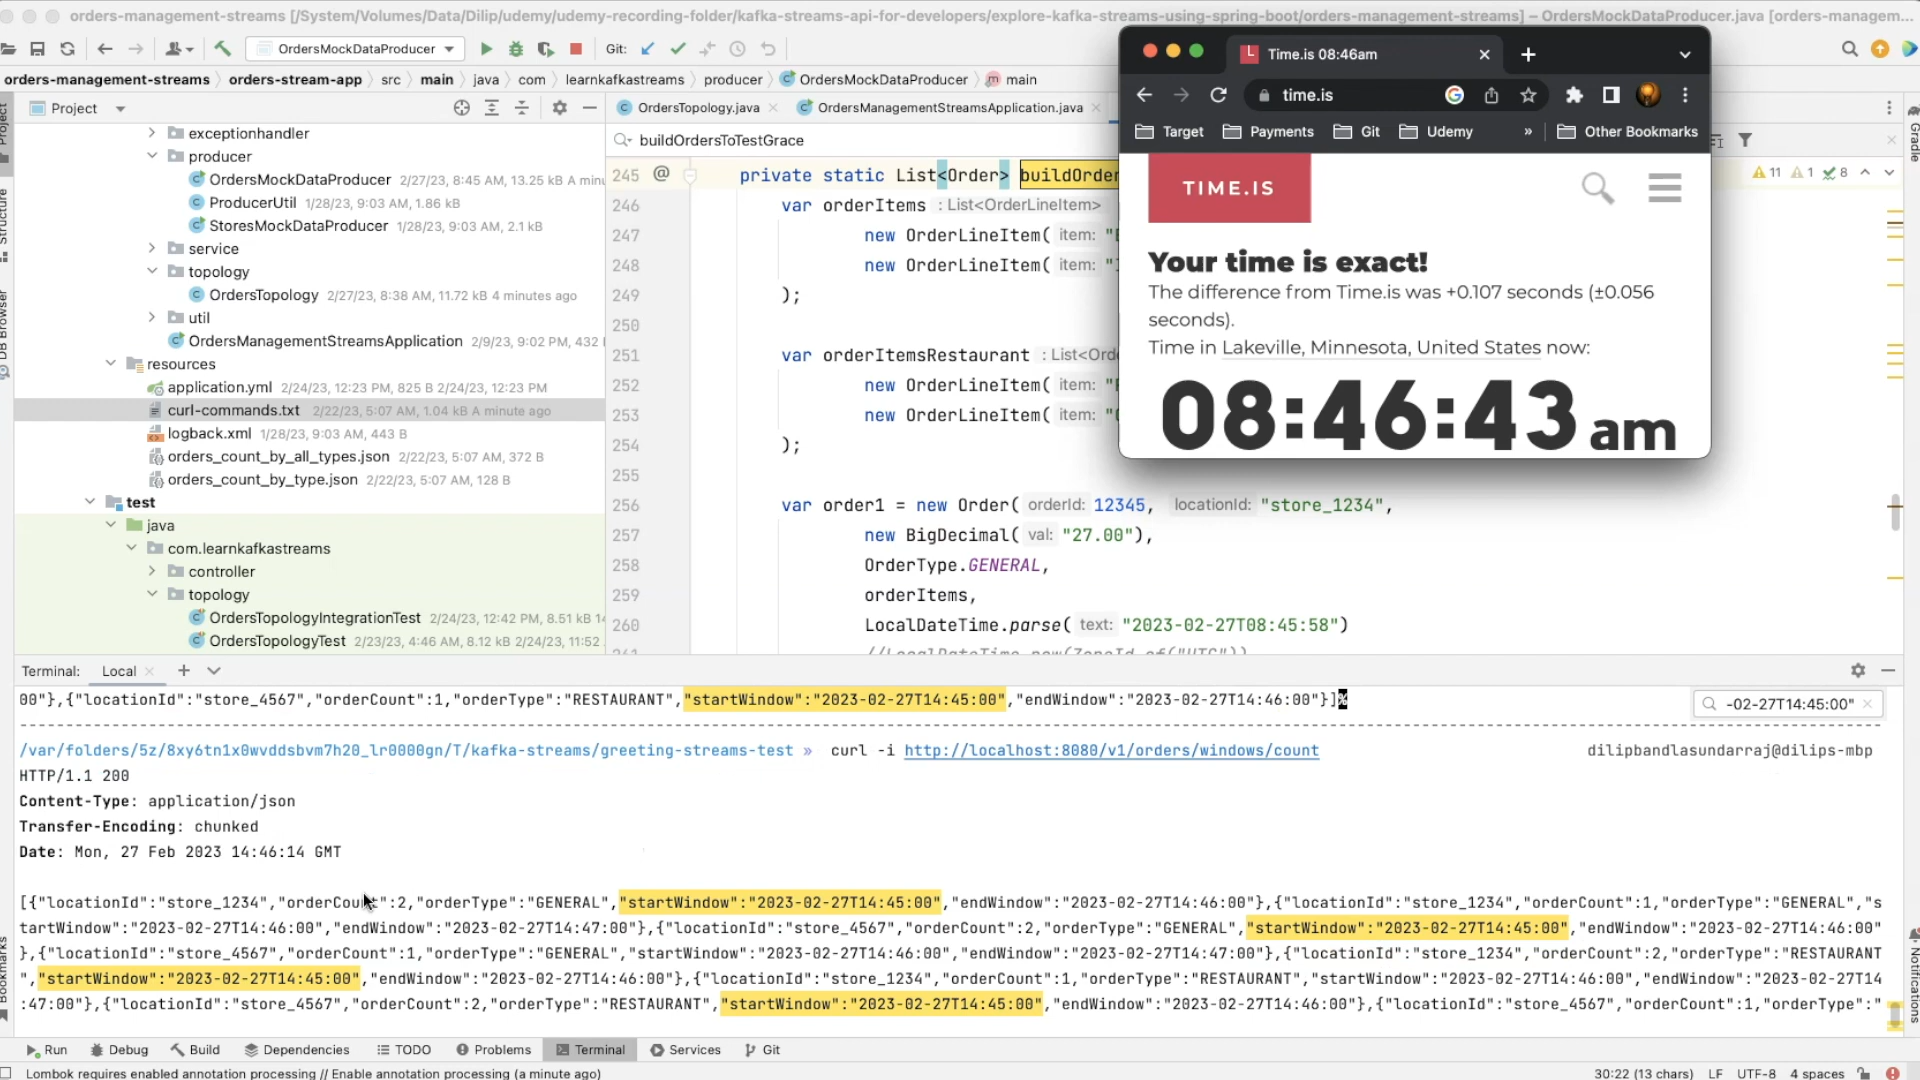 orders-management-streams [/System/Volumes/Data/Dilip/udemy/udemy-recording-folder/kafka-streams-api-for-developers/explore-kafka-streams-using-spring-boot/orders-management-streams] – OrdersMockDataProducer.java [orders-managem...
OrdersMockDataProducer
Git:
orders-management-streams
orders-stream-app
src
main
java
com
learnkafkastreams
producer
OrdersMockDataProducer
main
Project
OrdersTopology.java
OrdersManagementStreamsApplication.java
buildOrdersToTestGrace
exceptionhandler
producer
OrdersMockDataProducer 2/27/23, 8:45 AM, 13.25 kB A minu
ProducerUtil 1/28/23, 9:03 AM, 1.86 kB
StoresMockDataProducer 1/28/23, 9:03 AM, 2.1 kB
service
topology
OrdersTopology 2/27/23, 8:38 AM, 11.72 kB 4 minutes ago
util
OrdersManagementStreamsApplication 2/9/23, 9:02 PM, 432
resources
application.yml 2/24/23, 12:23 PM, 825 B 2/24/23, 12:23 PM
curl-commands.txt 2/22/23, 5:07 AM, 1.04 kB A minute ago
logback.xml 1/28/23, 9:03 AM, 443 B
orders_count_by_all_types.json 2/22/23, 5:07 AM, 372 B
orders_count_by_type.json 2/22/23, 5:07 AM, 128 B
test
java
com.learnkafkastreams
controller
topology
OrdersTopologyIntegrationTest 2/24/23, 12:42 PM, 8.51 kB 14
OrdersTopologyTest 2/23/23, 4:46 AM, 8.12 kB 2/24/23, 11:52
Project
Structure
DB Browser
Bookmarks
Gradle
Notifications
11 1 8
245 @ private static List<Order> buildOrder
246 var orderItems : List<OrderLineItem>
247 new OrderLineItem( item: "
248 new OrderLineItem( item: "
249 );
250
251 var orderItemsRestaurant : List<Ord
252 new OrderLineItem( item: "
253 new OrderLineItem( item: "
254 );
255
256 var order1 = new Order( orderId: 12345, locationId: "store_1234",
257 new BigDecimal( val: "27.00"),
258 OrderType.GENERAL,
259 orderItems,
260 LocalDateTime.parse( text: "2023-02-27T08:45:58")
261 //LocalDateTime.now(ZoneId.of("UTC"))
Time.is 08:46am
time.is
Target
Payments
Git
Udemy
»
Other Bookmarks
TIME.IS
Your time is exact!
The difference from Time.is was +0.107 seconds (±0.056
seconds).
Time in Lakeville, Minnesota, United States now:
08:46:43 am
Terminal:
Local
00"},{"locationId":"store_4567","orderCount":1,"orderType":"RESTAURANT","startWindow":"2023-02-27T14:45:00","endWindow":"2023-02-27T14:46:00"}]%
-02-27T14:45:00"
/var/folders/5z/8xy6tn1x0wvddsbvm7h20_lr0000gn/T/kafka-streams/greeting-streams-test » curl -i http://localhost:8080/v1/orders/windows/count dilipbandlasundarraj@dilips-mbp
HTTP/1.1 200
Content-Type: application/json
Transfer-Encoding: chunked
Date: Mon, 27 Feb 2023 14:46:14 GMT
[{"locationId":"store_1234","orderCount":2,"orderType":"GENERAL","startWindow":"2023-02-27T14:45:00","endWindow":"2023-02-27T14:46:00"},{"locationId":"store_1234","orderCount":1,"orderType":"GENERAL","s
tartWindow":"2023-02-27T14:46:00","endWindow":"2023-02-27T14:47:00"},{"locationId":"store_4567","orderCount":2,"orderType":"GENERAL","startWindow":"2023-02-27T14:45:00","endWindow":"2023-02-27T14:46:00"
},{"locationId":"store_4567","orderCount":1,"orderType":"GENERAL","startWindow":"2023-02-27T14:46:00","endWindow":"2023-02-27T14:47:00"},{"locationId":"store_1234","orderCount":2,"orderType":"RESTAURANT
","startWindow":"2023-02-27T14:45:00","endWindow":"2023-02-27T14:46:00"},{"locationId":"store_1234","orderCount":1,"orderType":"RESTAURANT","startWindow":"2023-02-27T14:46:00","endWindow":"2023-02-27T14
:47:00"},{"locationId":"store_4567","orderCount":2,"orderType":"RESTAURANT","startWindow":"2023-02-27T14:45:00","endWindow":"2023-02-27T14:46:00"},{"locationId":"store_4567","orderCount":1,"orderType":"
Run
Debug
Build
Dependencies
TODO
Problems
Terminal
Services
Git
Lombok requires enabled annotation processing // Enable annotation processing (a minute ago)
30:22 (13 chars) LF UTF-8 4 spaces